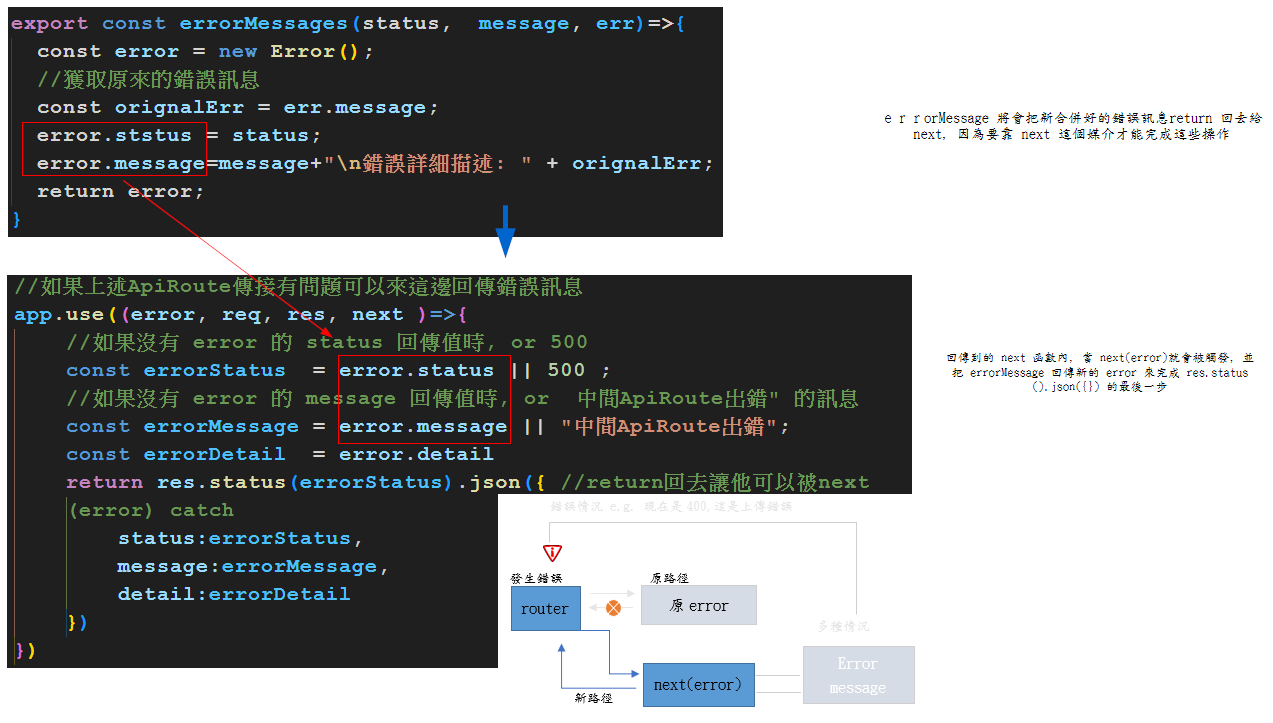 export const errorMessages(status,  message, err)=>{
const error = new Error();
//獲取原來的錯誤訊息
const orignalErr = err.message;
error.ststus = status;
error.message=message+"\n錯誤詳細描述: " + orignalErr;
return error;
}
e r r orMessage 將會把新合併好的錯誤訊息return 回去給
next, 因為要靠 next 這個媒介才能完成這些操作
//如果上述ApiRoute傳接有問題可以來這邊回傳錯誤訊息
app.use((error, req, res, next )=>{
//如果沒有 error 的 status 回傳值時, or 500
const errorStatus  = error.status || 500 ;
//如果沒有 error 的 message 回傳值時, or  中間ApiRoute出錯" 的訊息
const errorMessage = error.message || "中間ApiRoute出錯";
const errorDetail  = error.detail
return res.status(errorStatus).json({ //return回去讓他可以被next
(error) catch
status:errorStatus,
message:errorMessage,
detail:errorDetail
})
})
回傳到的 next 函數內, 當 next(error)就會被觸發, 並
把 errorMessage 回傳新的 error 來完成 res.status
().json({}) 的最後一步
錯誤情況 e,g, 現在是 400,這是上傳錯誤
發生錯誤
原路徑
router
原 error
多種情況
Error
message
next(error)
新路徑